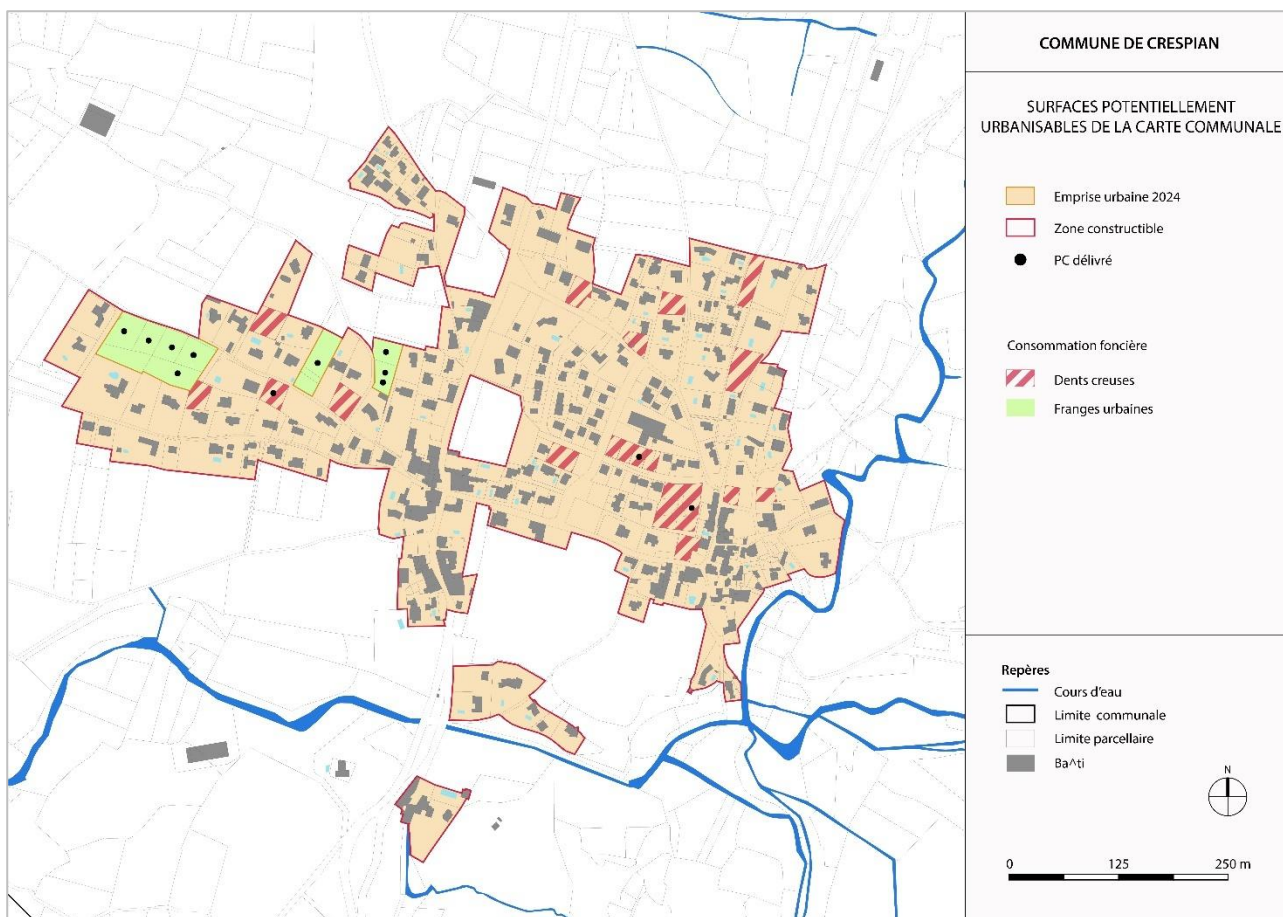 COMMUNE DE CRESPIAN
SURFACES POTENTIELLEMENT
URBANISABLES DE LA CARTE COMMUNALE
Emprise urbaine 2024
Zone constructible
PC délivré
Consommation foncière
Dents creuses
Franges urbaines
Repères
Cours d'eau
Limite communale
Limite parcellaire
Ba^ti
N
0 125 250 m